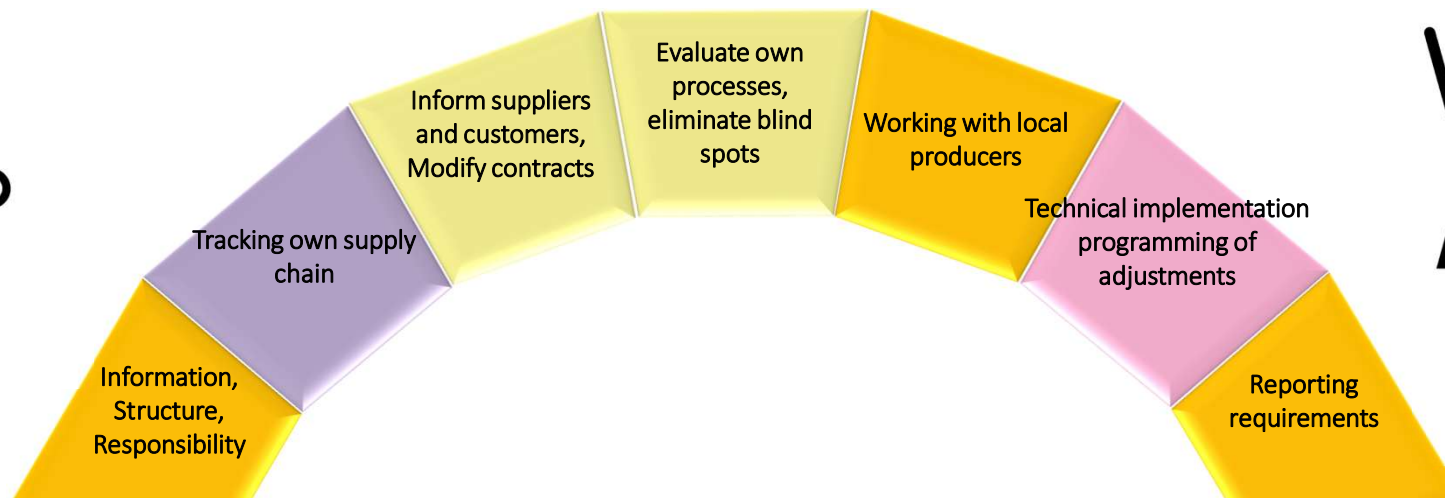 Information,
Structure,
Responsibility
Tracking own supply
chain
Inform suppliers
and customers,
Modify contracts
Evaluate own
processes,
eliminate blind
spots
Working with local
producers
Technical implementation
programming of
adjustments
Reporting
requirements